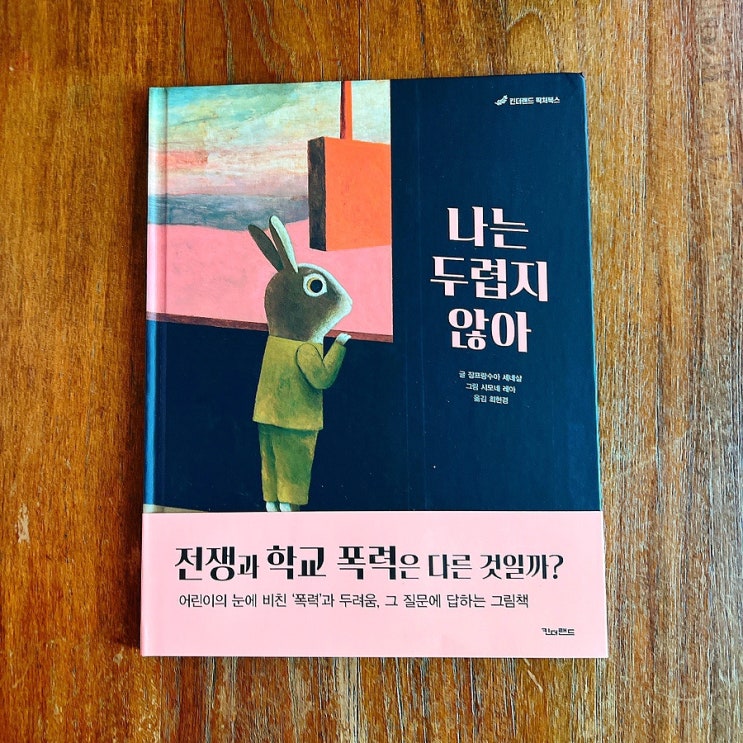 킨더랜드 픽처북스
나는
두렵지
않아
글 장프랑수아 세네샬
그림 시모네 레아
옮김 최현경
전쟁과 학교 폭력은 다른 것일까?
어린이의 눈에 비친 '폭력'과 두려움, 그 질문에 답하는 그림책
킨더랜드